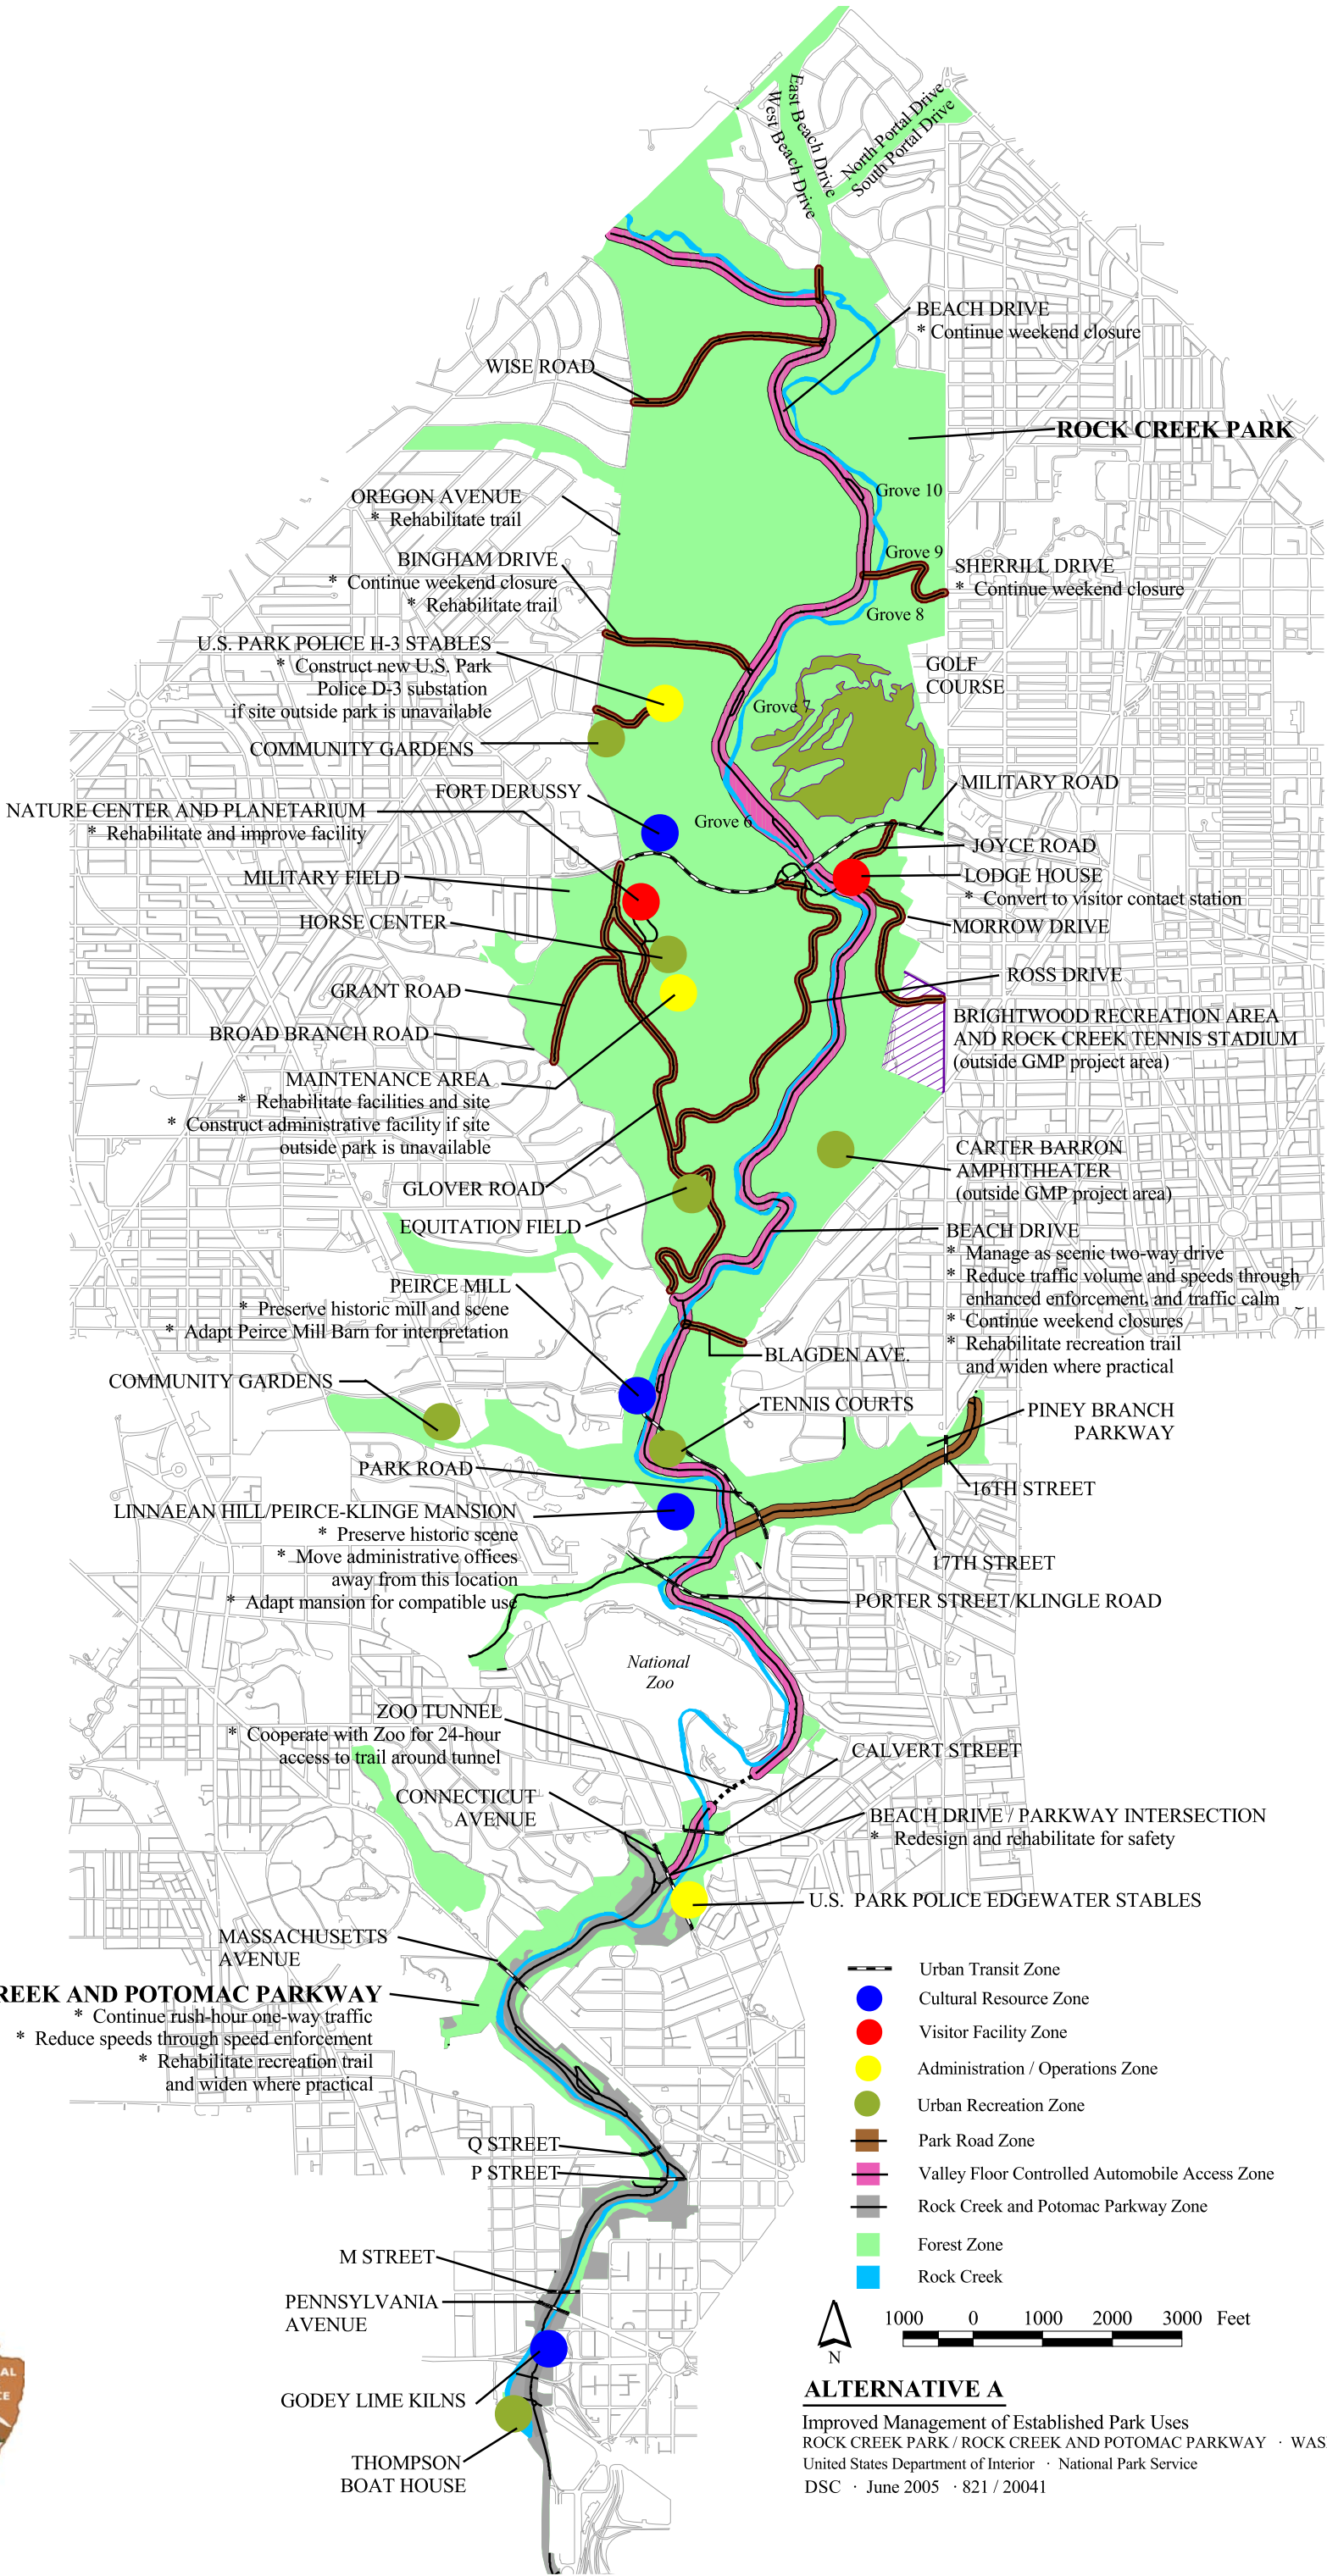 East Beach Drive
West Beach Drive
North Portal Drive
South Portal Drive
BEACH DRIVE
* Continue weekend closure
WISE ROAD
ROCK CREEK PARK
Grove 10
OREGON AVENUE
* Rehabilitate trail
Grove 9
BINGHAM DRIVE
* Continue weekend closure
* Rehabilitate trail
SHERRILL DRIVE
* Continue weekend closure
Grove 8
U.S. PARK POLICE H-3 STABLES
* Construct new U.S. Park
Police D-3 substation
if site outside park is unavailable
GOLF
COURSE
Grove 7
COMMUNITY GARDENS
MILITARY ROAD
FORT DERUSSY
NATURE CENTER AND PLANETARIUM
* Rehabilitate and improve facility
Grove 6
JOYCE ROAD
MILITARY FIELD
LODGE HOUSE
* Convert to visitor contact station
HORSE CENTER
MORROW DRIVE
ROSS DRIVE
GRANT ROAD
BRIGHTWOOD RECREATION AREA
AND ROCK CREEK TENNIS STADIUM
(outside GMP project area)
BROAD BRANCH ROAD
MAINTENANCE AREA
* Rehabilitate facilities and site
* Construct administrative facility if site
outside park is unavailable
CARTER BARRON
AMPHITHEATER
(outside GMP project area)
GLOVER ROAD
EQUITATION FIELD
BEACH DRIVE
* Manage as scenic two-way drive
* Reduce traffic volume and speeds through
enhanced enforcement, and traffic calm
* Continue weekend closures
* Rehabilitate recreation trail
and widen where practical
PEIRCE MILL
* Preserve historic mill and scene
* Adapt Peirce Mill Barn for interpretation
BLAGDEN AVE.
COMMUNITY GARDENS
TENNIS COURTS
PINEY BRANCH
PARKWAY
PARK ROAD
16TH STREET
LINNAEAN HILL/PEIRCE-KLINGE MANSION
* Preserve historic scene
* Move administrative offices
away from this location
* Adapt mansion for compatible use
17TH STREET
PORTER STREET/KLINGLE ROAD
National
Zoo
ZOO TUNNEL
* Cooperate with Zoo for 24-hour
access to trail around tunnel
CALVERT STREET
CONNECTICUT
AVENUE
BEACH DRIVE / PARKWAY INTERSECTION
* Redesign and rehabilitate for safety
U.S. PARK POLICE EDGEWATER STABLES
MASSACHUSETTS
AVENUE
REEK AND POTOMAC PARKWAY
* Continue rush-hour one-way traffic
* Reduce speeds through speed enforcement
* Rehabilitate recreation trail
and widen where practical
Q STREET
P STREET
M STREET
PENNSYLVANIA
AVENUE
GODEY LIME KILNS
THOMPSON
BOAT HOUSE
Urban Transit Zone
Cultural Resource Zone
Visitor Facility Zone
Administration / Operations Zone
Urban Recreation Zone
Park Road Zone
Valley Floor Controlled Automobile Access Zone
Rock Creek and Potomac Parkway Zone
Forest Zone
Rock Creek
1000 0 1000 2000 3000 Feet
N
ALTERNATIVE A
Improved Management of Established Park Uses
ROCK CREEK PARK / ROCK CREEK AND POTOMAC PARKWAY · WAS
United States Department of Interior · National Park Service
DSC · June 2005 · 821 / 20041
AL
CE